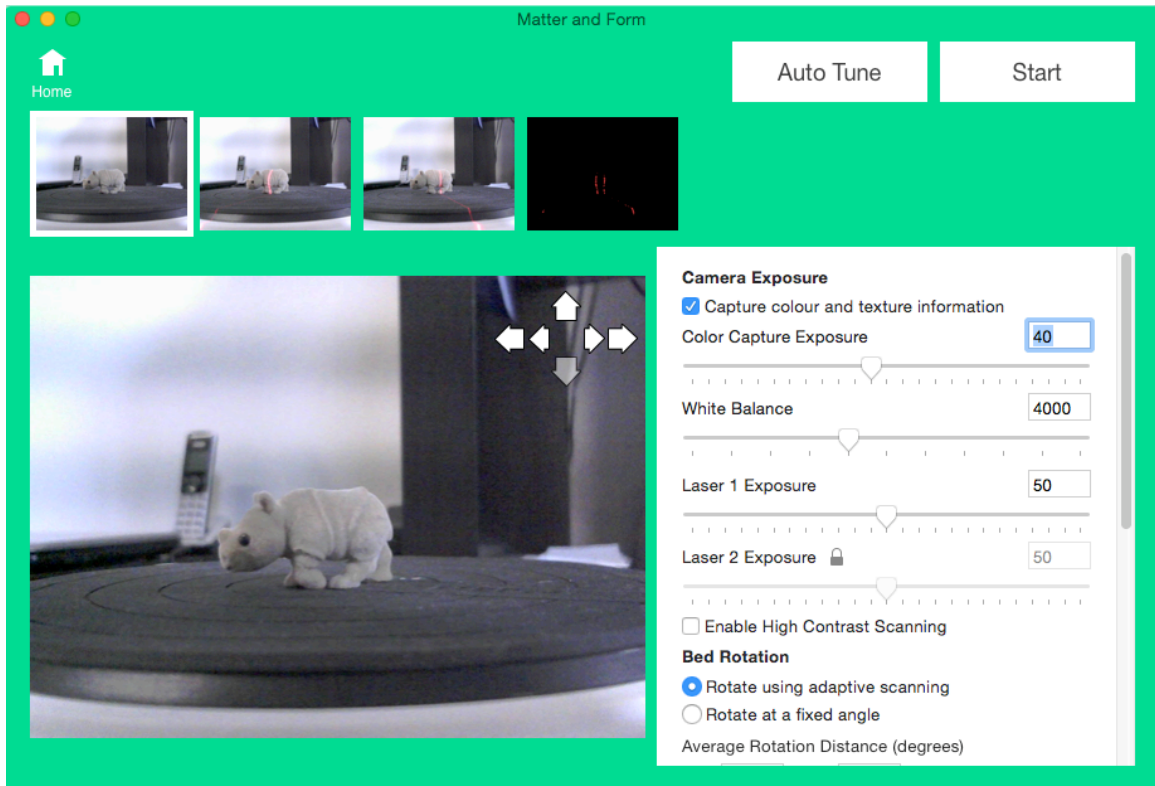 Matter and Form
Home
Auto Tune
Start
Camera Exposure
Capture colour and texture information
Color Capture Exposure
40
White Balance
4000
Laser 1 Exposure
50
Laser 2 Exposure
50
Enable High Contrast Scanning
Bed Rotation
Rotate using adaptive scanning
Rotate at a fixed angle
Average Rotation Distance (degrees)